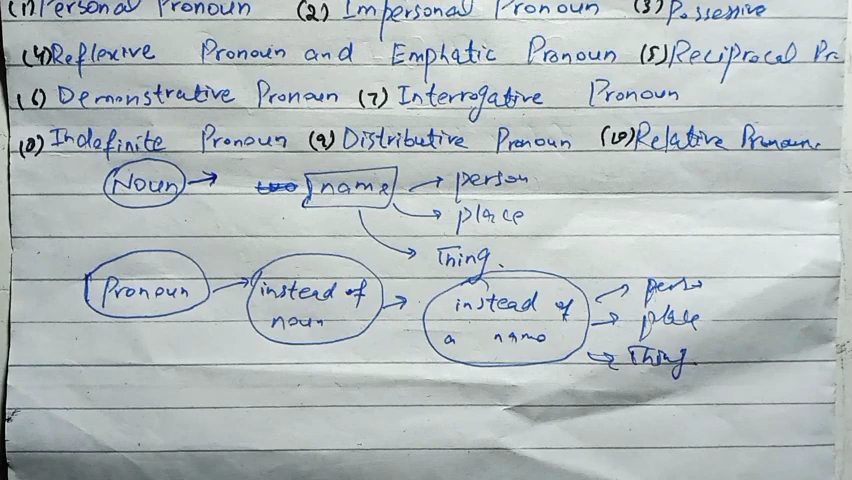 (1) Personal Pronoun (2) Impersonal Pronoun (3) Possessive
(4) Reflexive Pronoun and Emphatic Pronoun (5) Reciprocal Pr
(6) Demonstrative Pronoun (7) Interrogative Pronoun
(8) Indefinite Pronoun (9) Distributive Pronoun (10) Relative Pronoun.
Noun → name → person
→ place
→ Thing.
Pronoun → instead of noun → instead of a name → perso
→ place
→ Thing.